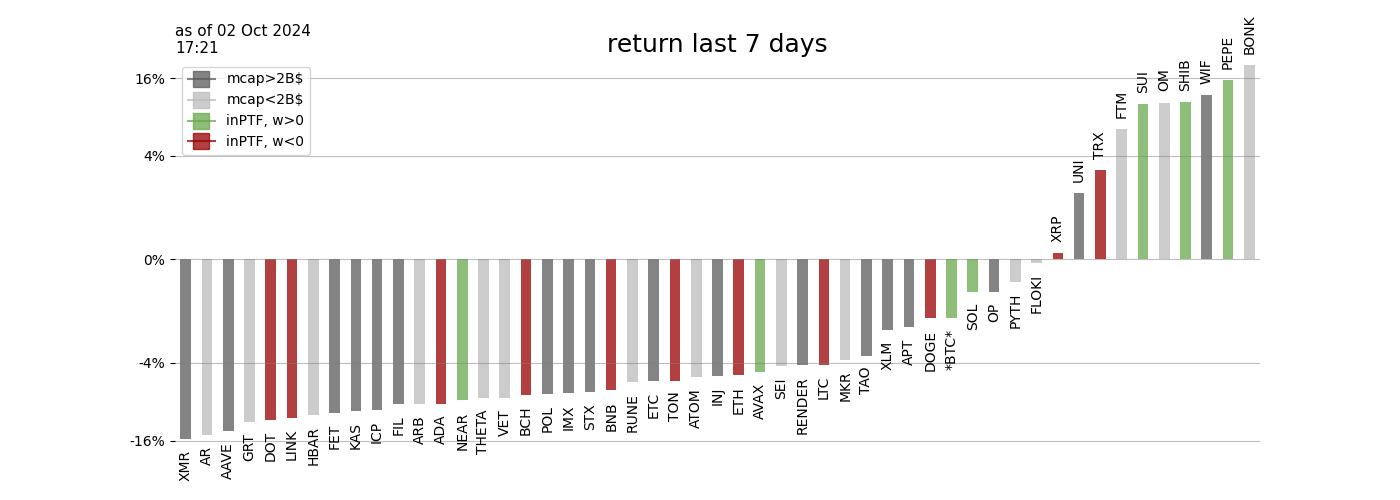 as of 02 Oct 2024
17:21
return last 7 days
mcap>2B$
mcap<2B$
inPTF, w>0
inPTF, w<0
16%
4%
0%
-4%
-16%
XMR
AR
AAVE
GRT
DOT
LINK
HBAR
FET
KAS
ICP
FIL
ARB
ADA
NEAR
THETA
VET
BCH
POL
IMX
STX
BNB
RUNE
ETC
TON
ATOM
INJ
ETH
AVAX
SEI
RENDER
LTC
MKR
TAO
XLM
APT
DOGE
*BTC*
SOL
OP
PYTH
FLOKI
XRP
UNI
TRX
FTM
SUI
OM
SHIB
WIF
PEPE
BONK